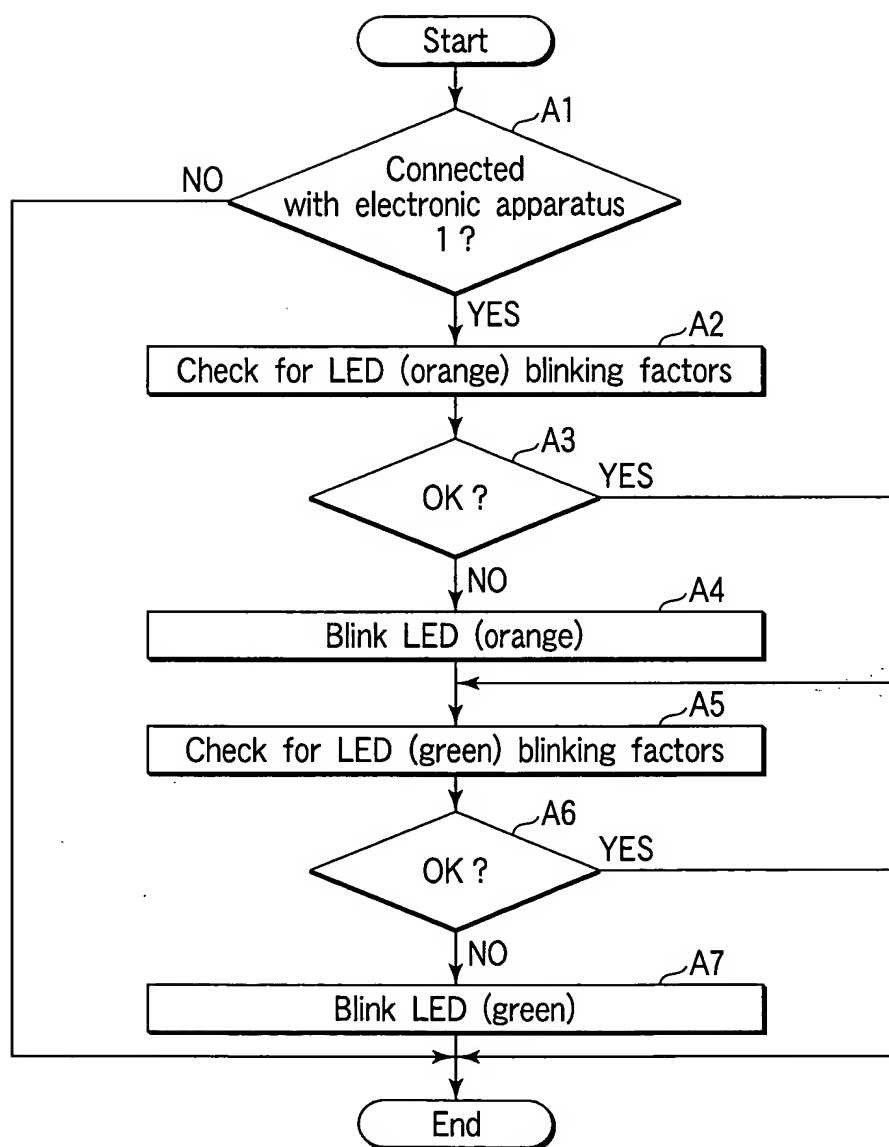 Start
A1
NO
Connected
with electronic apparatus
1 ?
YES
A2
Check for LED (orange) blinking factors
A3
OK ?
YES
NO
A4
Blink LED (orange)
A5
Check for LED (green) blinking factors
A6
OK ?
YES
NO
A7
Blink LED (green)
End